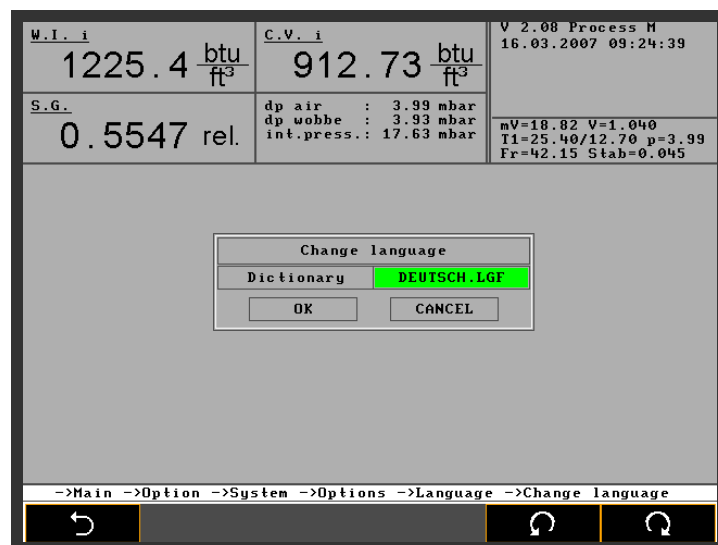 W.I. i
1225.4 btu
ft³
C.V. i
912.73 btu
ft³
V 2.08 Process M
16.03.2007 09:24:39
S.G.
0.5547 rel.
dp air : 3.99 mbar
dp wobbe : 3.93 mbar
int.press.: 17.63 mbar
mV=18.82 V=1.040
T1=25.40/12.70 p=3.99
Fr=42.15 Stab=0.045
Change language
Dictionary DEUTSCH.LGF
OK CANCEL
->Main ->Option ->System ->Options ->Language ->Change language